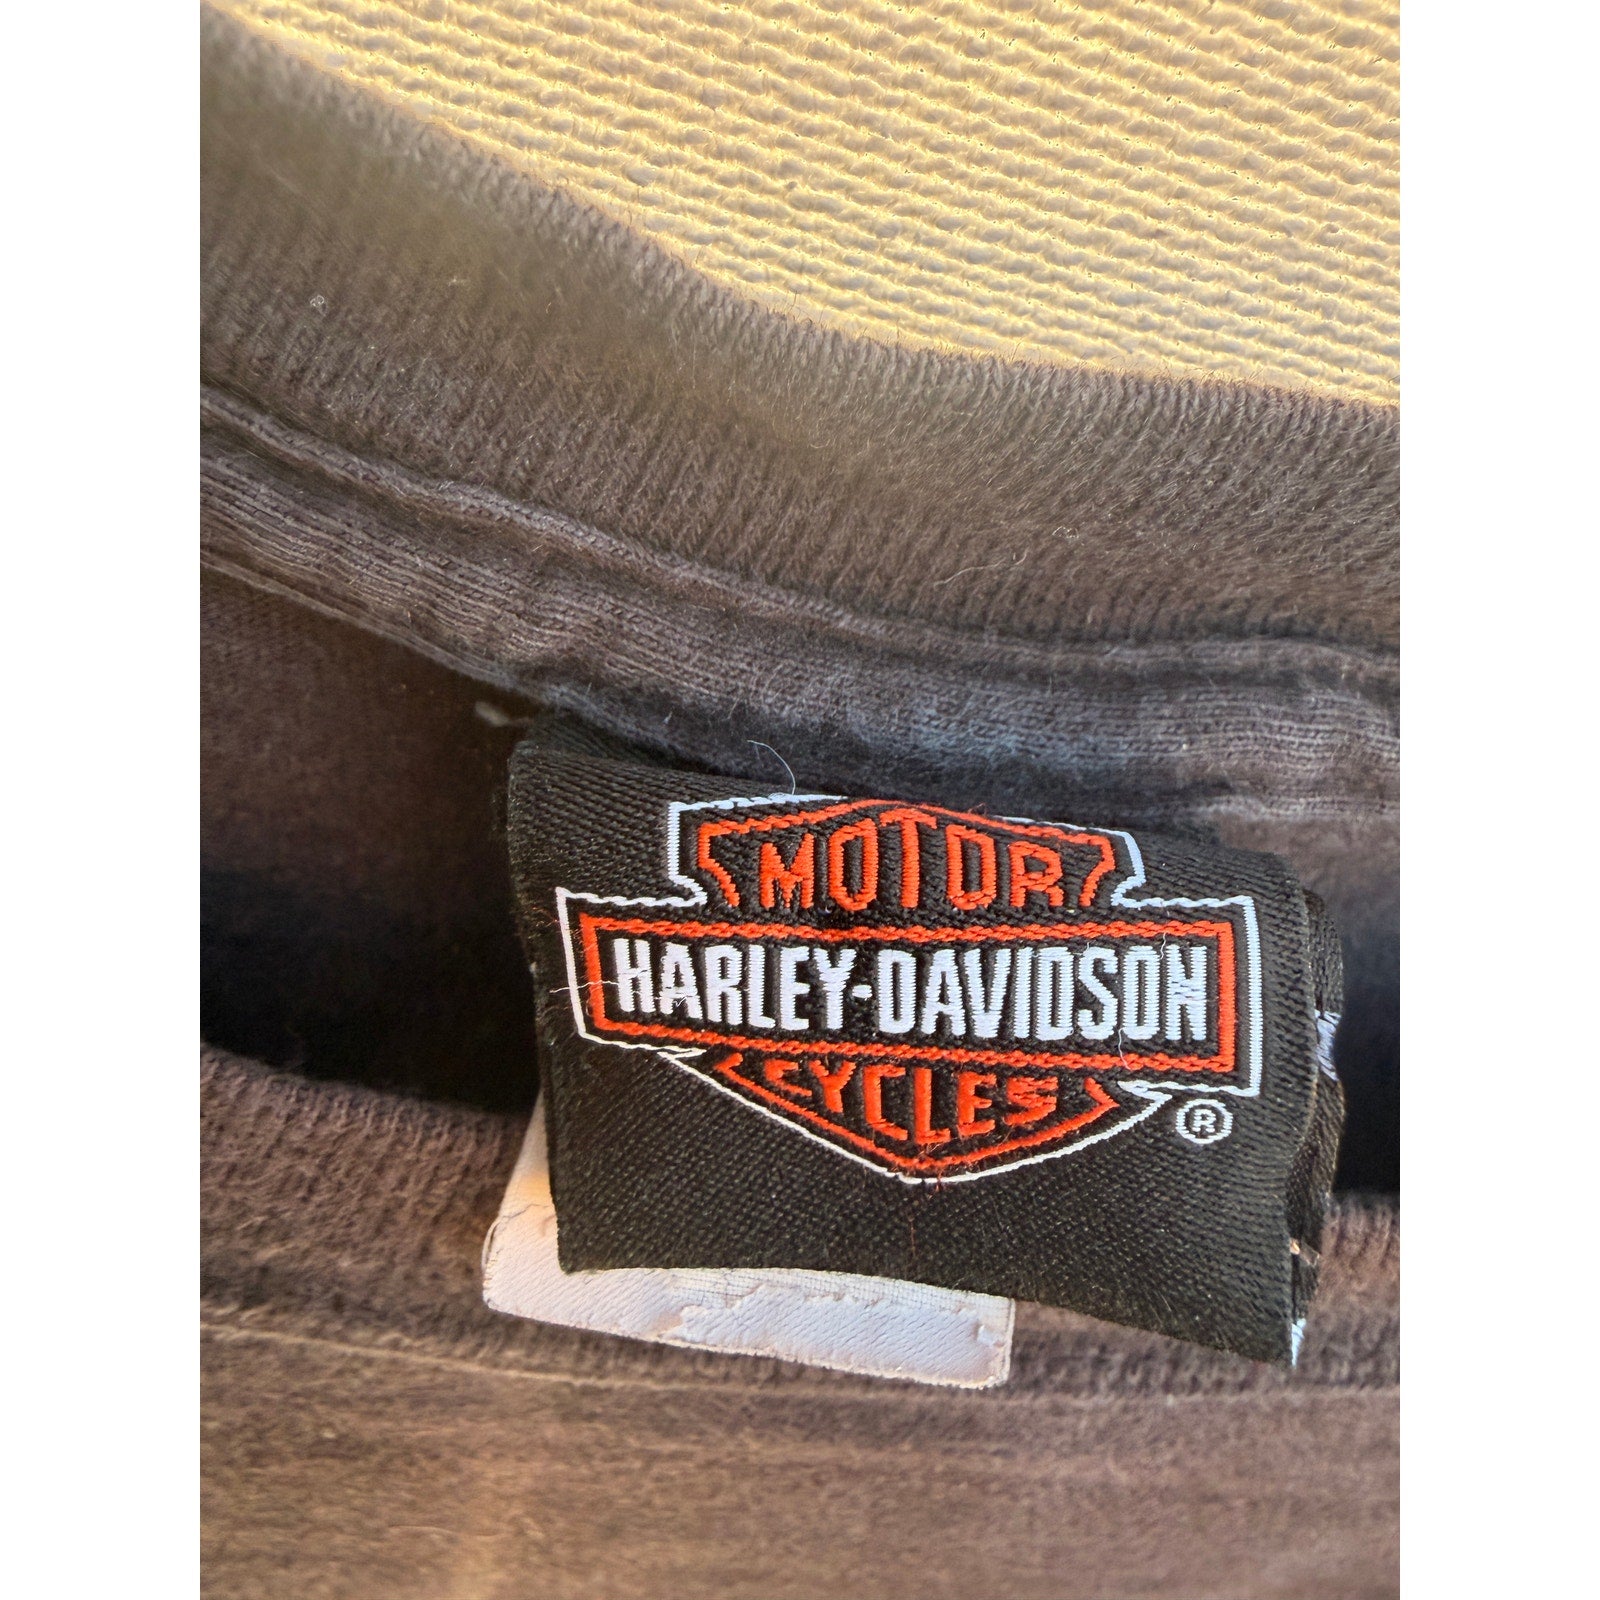 MOTOR
HARLEY-DAVIDSON
CYCLES
®